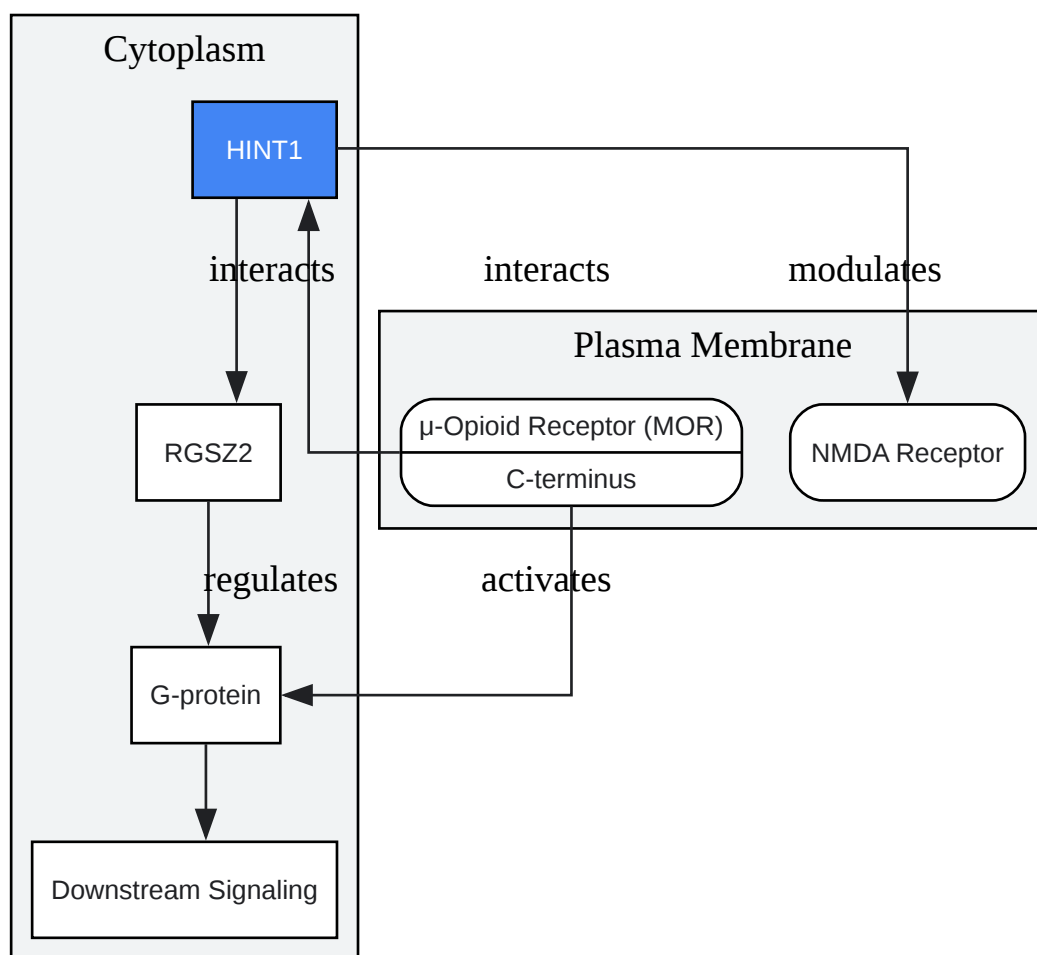 Cytoplasm
HINT1
interacts
interacts
modulates
Plasma Membrane
μ-Opioid Receptor (MOR)
C-terminus
NMDA Receptor
RGSZ2
regulates
activates
G-protein
Downstream Signaling